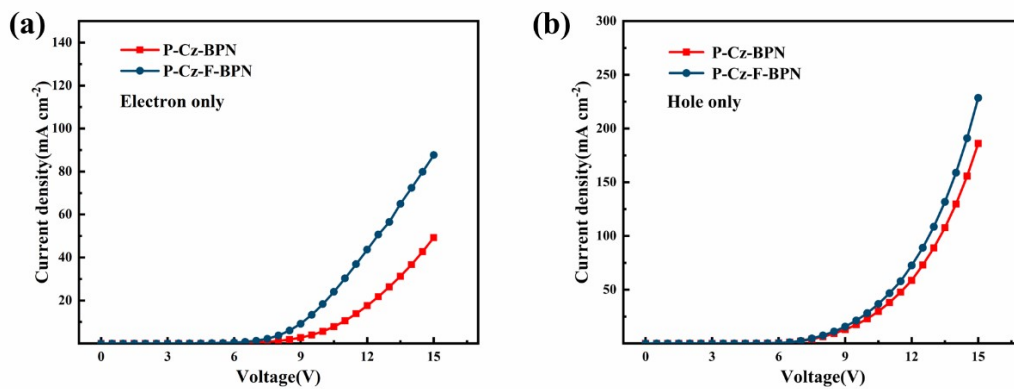 (a)
140
120
100
80
60
40
20
P-Cz-BPN
P-Cz-F-BPN
Electron only
Current density(mA cm⁻²)
0 3 6 9 12 15
Voltage(V)
(b)
300
250
200
150
100
50
P-Cz-BPN
P-Cz-F-BPN
Hole only
Current density(mA cm⁻²)
0 3 6 9 12 15
Voltage(V)